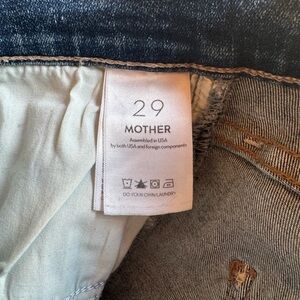 29
MOTHER
Assembled in USA
by both USA and foreign components
DO YOUR OWN LAUNDRY